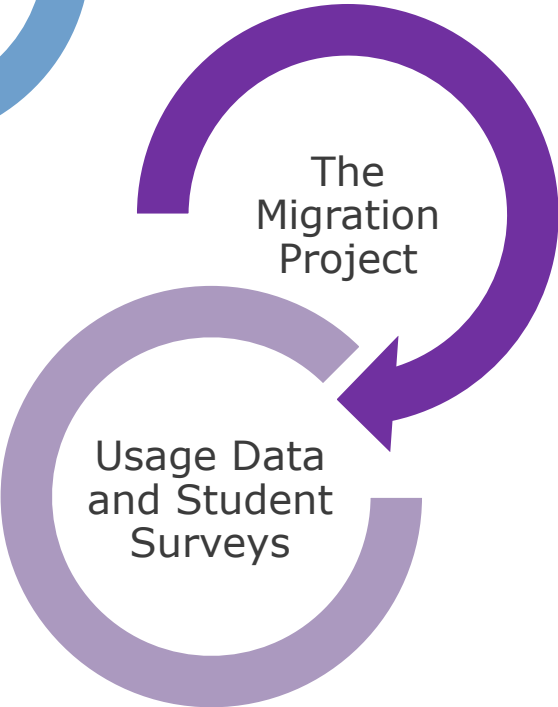 The
Migration
Project
Usage Data
and Student
Surveys